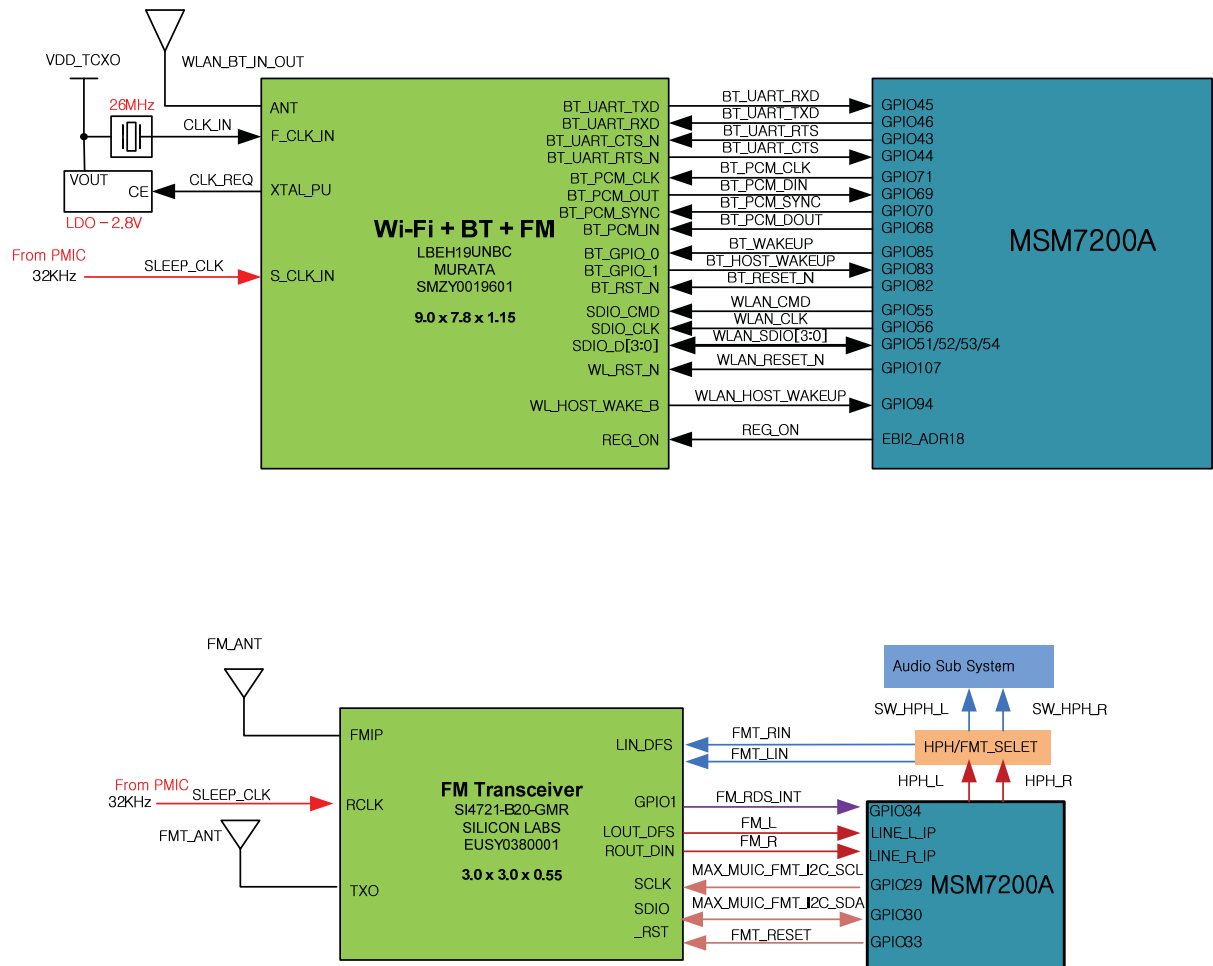 WLAN_BT_IN_OUT
VDD_TCXO
26MHz
CLK_IN
VOUT
CE
CLK_REQ
LDO - 2.8V
From PMIC
32KHz
SLEEP_CLK
ANT
F_CLK_IN
XTAL_PU
S_CLK_IN
Wi-Fi + BT + FM
LBEH19UNBC
MURATA
SMZY0019601
9.0 x 7.8 x 1.15
BT_UART_TXD
BT_UART_RXD
BT_UART_CTS_N
BT_UART_RTS_N
BT_PCM_CLK
BT_PCM_OUT
BT_PCM_SYNC
BT_PCM_IN
BT_GPIO_0
BT_GPIO_1
BT_RST_N
SDIO_CMD
SDIO_CLK
SDIO_D[3:0]
WL_RST_N
WL_HOST_WAKE_B
REG_ON
BT_UART_RXD
BT_UART_TXD
BT_UART_RTS
BT_UART_CTS
BT_PCM_CLK
BT_PCM_DIN
BT_PCM_SYNC
BT_PCM_DOUT
BT_WAKEUP
BT_HOST_WAKEUP
BT_RESET_N
WLAN_CMD
WLAN_CLK
WLAN_SDIO[3:0]
WLAN_RESET_N
WLAN_HOST_WAKEUP
REG_ON
GPIO45
GPIO46
GPIO43
GPIO44
GPIO71
GPIO69
GPIO70
GPIO68
GPIO85
GPIO83
GPIO82
GPIO55
GPIO56
GPIO51/52/53/54
GPIO107
GPIO94
EBI2_ADR18
MSM7200A
FM_ANT
From PMIC
32KHz
SLEEP_CLK
FMT_ANT
FMIP
RCLK
TXO
FM Transceiver
SI4721-B20-GMR
SILICON LABS
EUSY0380001
3.0 x 3.0 x 0.55
LIN_DFS
GPIO1
LOUT_DFS
ROUT_DIN
SCLK
SDIO
_RST
FMT_RIN
FMT_LIN
FM_RDS_INT
FM_L
FM_R
MAX_MUIC_FMT_I2C_SCL
MAX_MUIC_FMT_I2C_SDA
FMT_RESET
Audio Sub System
SW_HPH_L
SW_HPH_R
HPH/FMT_SELET
HPH_L
HPH_R
GPIO34
LINE_L_IP
LINE_R_IP
GPIO29
GPIO30
GPIO33
MSM7200A